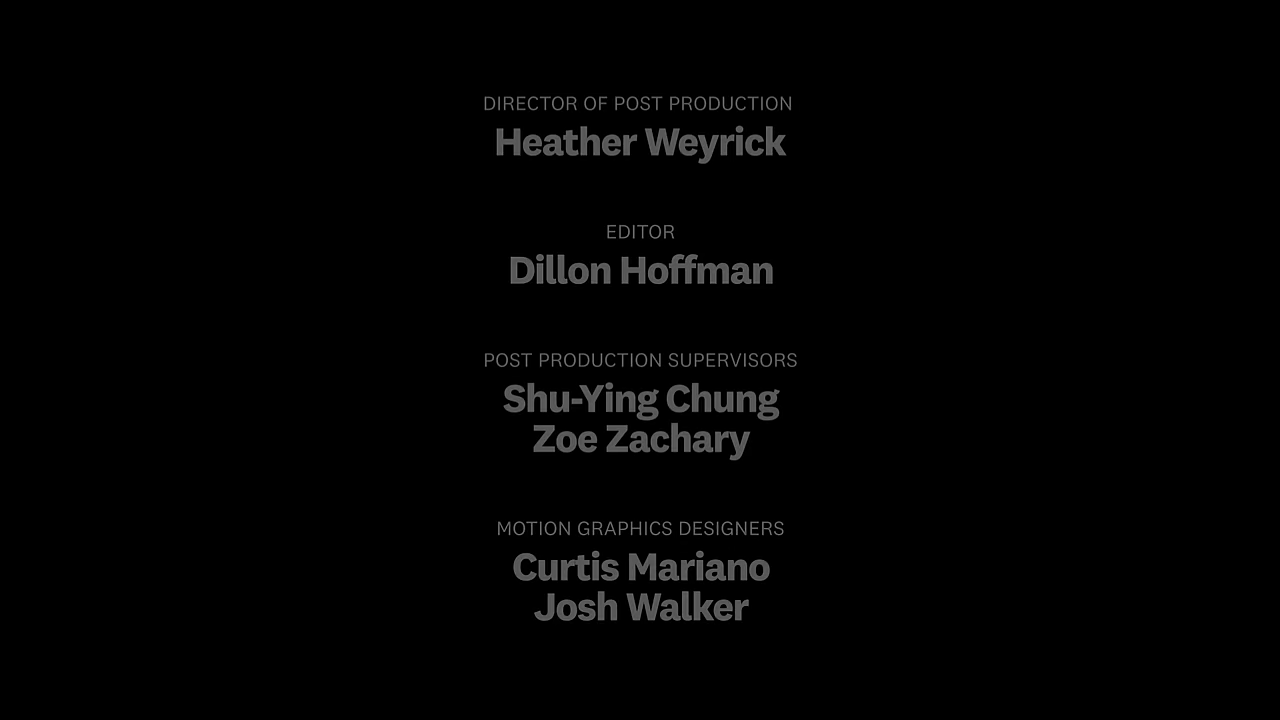 DIRECTOR OF POST PRODUCTION
Heather Weyrick
EDITOR
Dillon Hoffman
POST PRODUCTION SUPERVISORS
Shu-Ying Chung
Zoe Zachary
MOTION GRAPHICS DESIGNERS
Curtis Mariano
Josh Walker